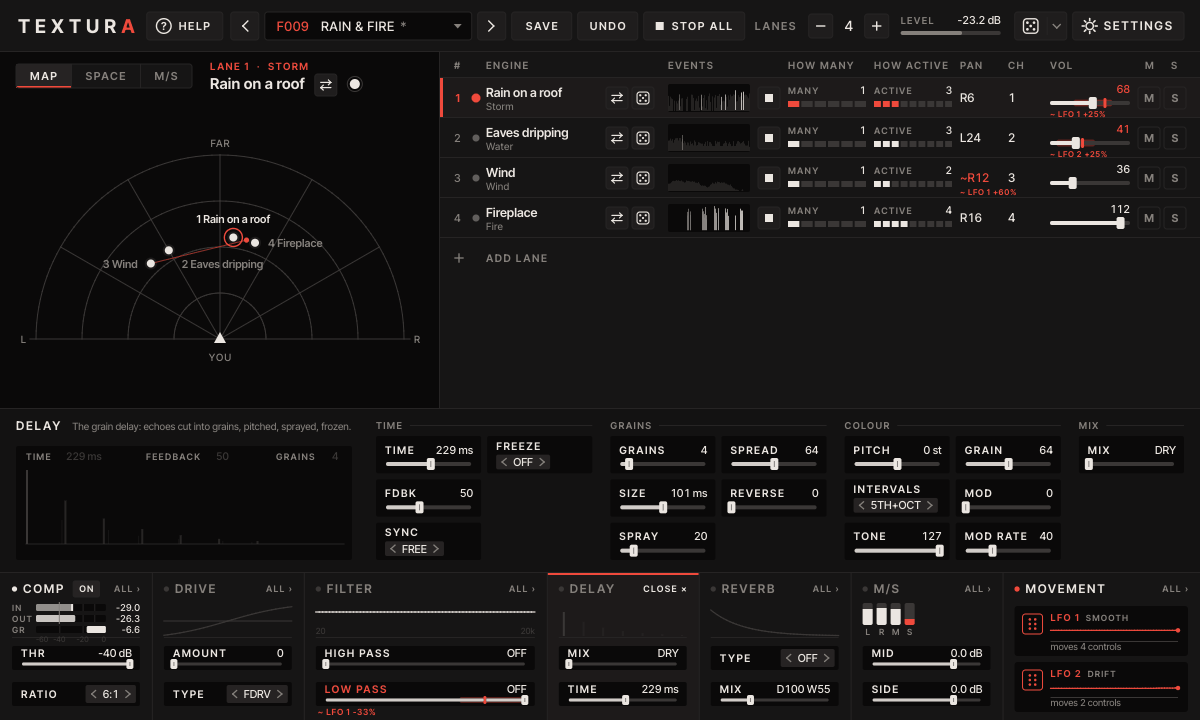 TEXTURA HELP F009 RAIN & FIRE * SAVE UNDO STOP ALL LANES 4 LEVEL -23.2 dB SETTINGS
MAP SPACE M/S
LANE 1 · STORM
Rain on a roof
FAR
1 Rain on a roof
4 Fireplace
3 Wind
2 Eaves dripping
L
R
YOU
# ENGINE EVENTS HOW MANY HOW ACTIVE PAN CH VOL M S
1 Rain on a roof MANY 1 ACTIVE 3 R6 1 68 M S
Storm
~ LFO 1 +25%
2 Eaves dripping MANY 1 ACTIVE 3 L24 2 41 M S
Water
~ LFO 2 +25%
3 Wind MANY 1 ACTIVE 2 ~R12 3 36 M S
Wind
~ LFO 1 +60%
4 Fireplace MANY 1 ACTIVE 4 R16 4 112 M S
Fire
+ ADD LANE
DELAY The grain delay: echoes cut into grains, pitched, sprayed, frozen.
TIME 229 ms FEEDBACK 50 GRAINS 4
TIME
TIME 229 ms
FREEZE
< OFF >
FDBK 50
SYNC
< FREE >
GRAINS
GRAINS 4
SPREAD 64
SIZE 101 ms
REVERSE 0
SPRAY 20
COLOUR
PITCH 0 st
GRAIN 64
INTERVALS
< 5TH+OCT >
MOD 0
TONE 127
MOD RATE 40
MIX
MIX DRY
COMP ON ALL ›
IN -29.0
OUT -26.3
GR -6.6
-60 -40 -20 0
THR -40 dB
RATIO < 6:1 >
DRIVE ALL ›
AMOUNT 0
TYPE < FDRV >
FILTER ALL ›
20 20k
HIGH PASS OFF
LOW PASS OFF
~ LFO 1 -33%
DELAY CLOSE ×
MIX DRY
TIME 229 ms
REVERB ALL ›
TYPE < OFF >
MIX D100 W55
M/S ALL ›
L R M S
MID 0.0 dB
SIDE 0.0 dB
MOVEMENT
LFO 1 SMOOTH
moves 4 controls
LFO 2 DRIFT
moves 2 controls